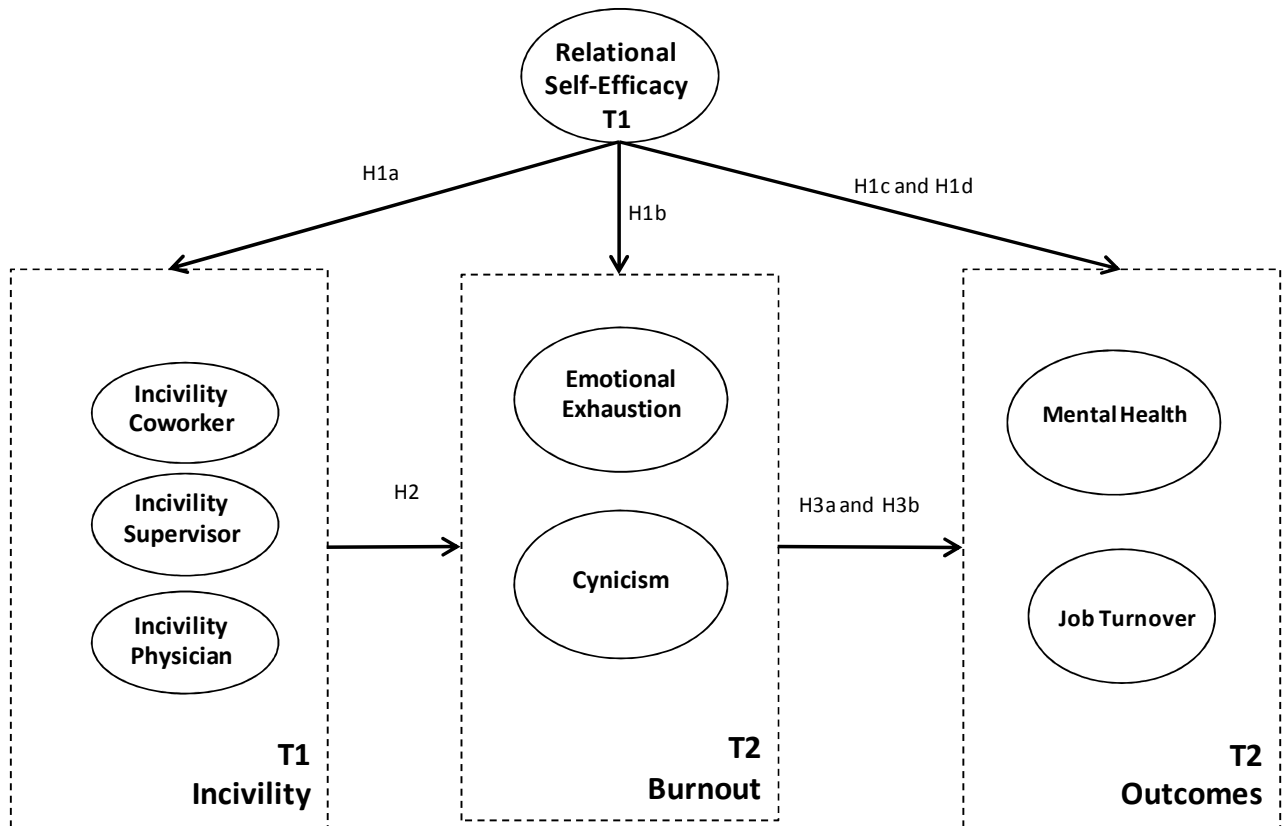 Relational
Self-Efficacy
T1
H1a
H1b
H1c and H1d
Incivility
Coworker
Incivility
Supervisor
Incivility
Physician
T1
Incivility
H2
Emotional
Exhaustion
Cynicism
T2
Burnout
H3a and H3b
Mental Health
Job Turnover
T2
Outcomes